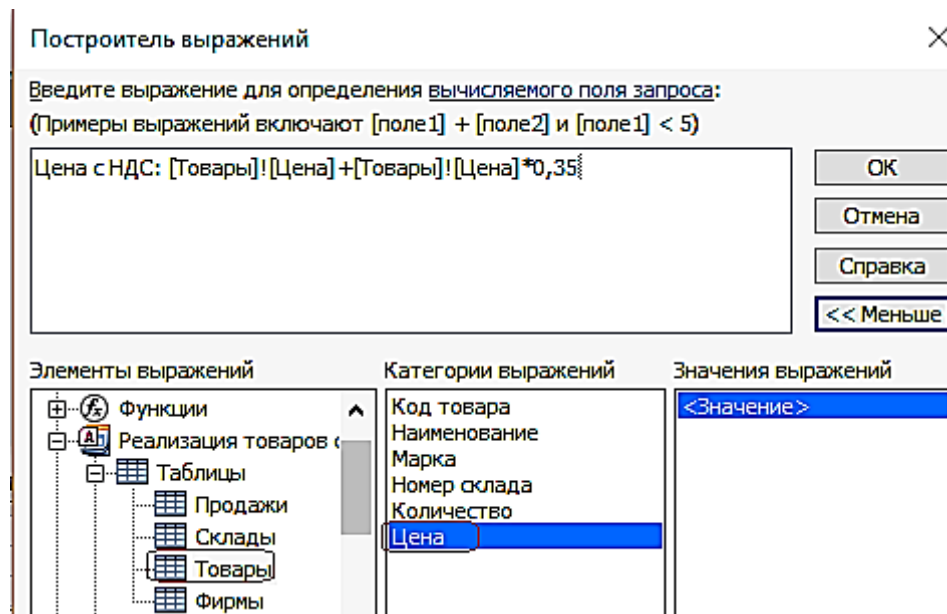 Построитель выражений
Введите выражение для определения вычисляемого поля запроса:
(Примеры выражений включают [поле1] + [поле2] и [поле1] < 5)
Цена с НДС: [Товары]![Цена]+[Товары]![Цена]*0,35
ОК
Отмена
Справка
<< Меньше
Элементы выражений
Функции
Реализация товаров с
Таблицы
Продажи
Склады
Товары
Фирмы
Категории выражений
Код товара
Наименование
Марка
Номер склада
Количество
Цена
Значения выражений
<Значение>